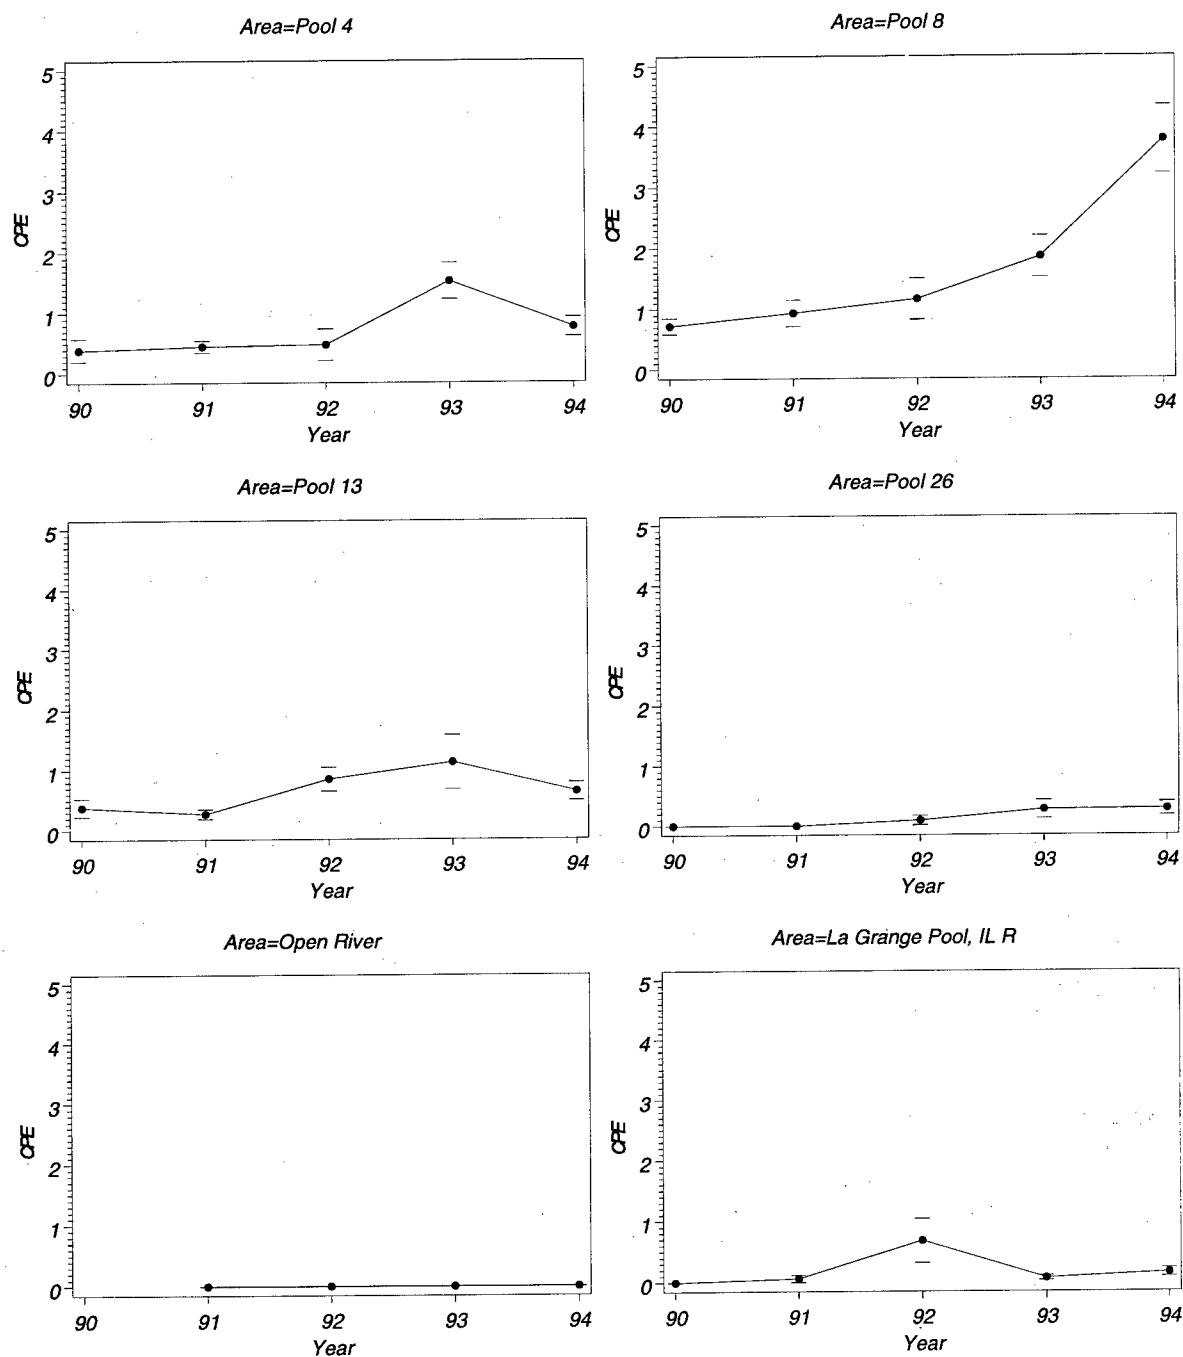 Area=Pool 4
5
4
3
2
1
0
CPE
90 91 92 93 94
Year
Area=Pool 8
5
4
3
2
1
0
CPE
90 91 92 93 94
Year
Area=Pool 13
5
4
3
2
1
0
CPE
90 91 92 93 94
Year
Area=Pool 26
5
4
3
2
1
0
CPE
90 91 92 93 94
Year
Area=Open River
5
4
3
2
1
0
CPE
90 91 92 93 94
Year
Area=La Grange Pool, IL R
5
4
3
2
1
0
CPE
90 91 92 93 94
Year